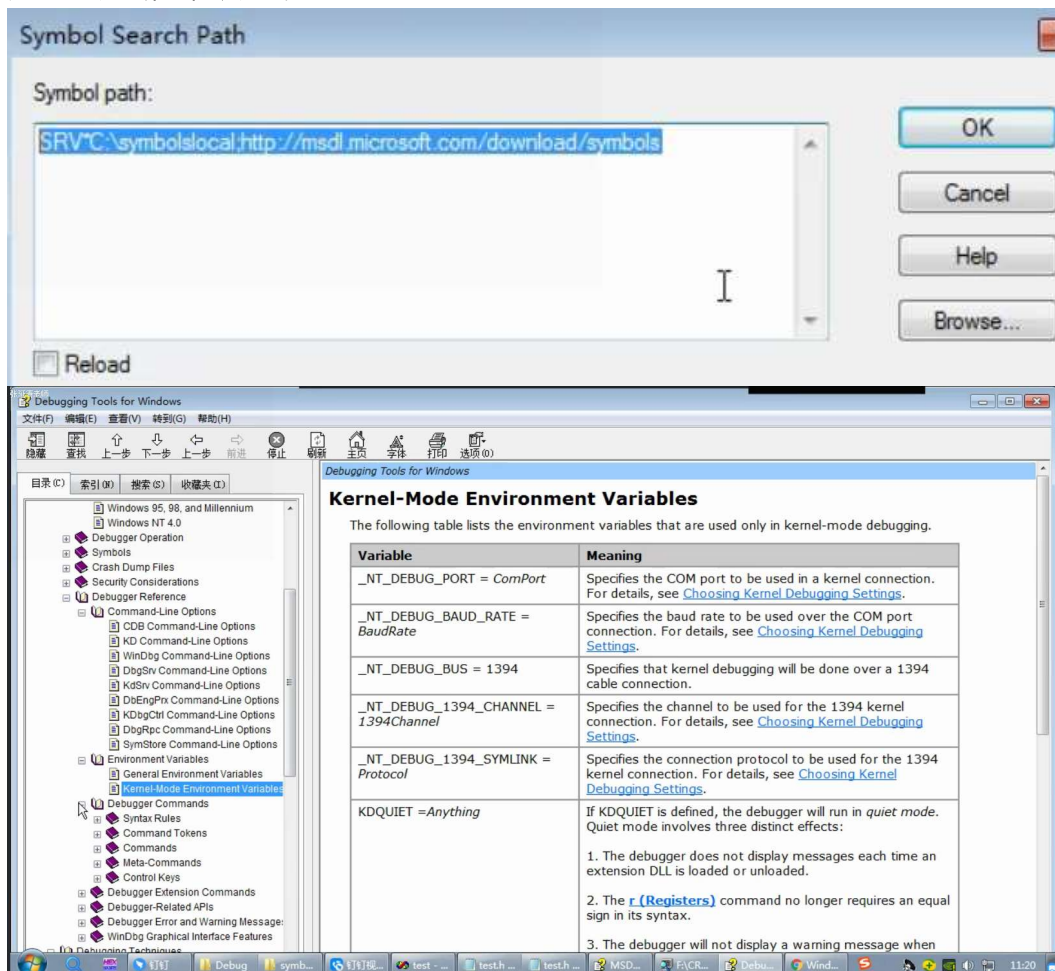 Symbol Search Path
Symbol path:
SRV*C:\symbolslocal;http://msdl.microsoft.com/download/symbols
OK
Cancel
Help
Browse...
Reload
Debugging Tools for Windows
文件(F) 编辑(E) 查看(V) 转到(G) 帮助(H)
隐藏 查找 上一步 下一步 上一步 前进 停止 刷新 主页 字体 打印 选项(O)
目录(C) 索引(N) 搜索(S) 收藏夹(I)
Windows 95, 98, and Millennium
Windows NT 4.0
Debugger Operation
Symbols
Crash Dump Files
Security Considerations
Debugger Reference
Command-Line Options
CDB Command-Line Options
KD Command-Line Options
WinDbg Command-Line Options
DbgSrv Command-Line Options
KdSrv Command-Line Options
DbEngPrx Command-Line Options
KDbgCtrl Command-Line Options
DbgRpc Command-Line Options
SymStore Command-Line Options
Environment Variables
General Environment Variables
Kernel-Mode Environment Variables
Debugger Commands
Syntax Rules
Command Tokens
Commands
Meta-Commands
Control Keys
Debugger Extension Commands
Debugger-Related APIs
Debugger Error and Warning Message:
WinDbg Graphical Interface Features
Debugging Techniques
Debugging Tools for Windows
Kernel-Mode Environment Variables
The following table lists the environment variables that are used only in kernel-mode debugging.
Variable Meaning
_NT_DEBUG_PORT = ComPort
Specifies the COM port to be used in a kernel connection.
For details, see Choosing Kernel Debugging Settings.
_NT_DEBUG_BAUD_RATE =
BaudRate
Specifies the baud rate to be used over the COM port
connection. For details, see Choosing Kernel Debugging
Settings.
_NT_DEBUG_BUS = 1394
Specifies that kernel debugging will be done over a 1394
cable connection.
_NT_DEBUG_1394_CHANNEL =
1394Channel
Specifies the channel to be used for the 1394 kernel
connection. For details, see Choosing Kernel Debugging
Settings.
_NT_DEBUG_1394_SYMLINK =
Protocol
Specifies the connection protocol to be used for the 1394
kernel connection. For details, see Choosing Kernel
Debugging Settings.
KDQUIET =Anything
If KDQUIET is defined, the debugger will run in quiet mode.
Quiet mode involves three distinct effects:
1. The debugger does not display messages each time an
extension DLL is loaded or unloaded.
2. The r (Registers) command no longer requires an equal
sign in its syntax.
3. The debugger will not display a warning message when
钉钉 Debug symb... 钉钉视... test - ... test.h ... test.h ... MSD... F:\CR... Debu... Wind... 11:20